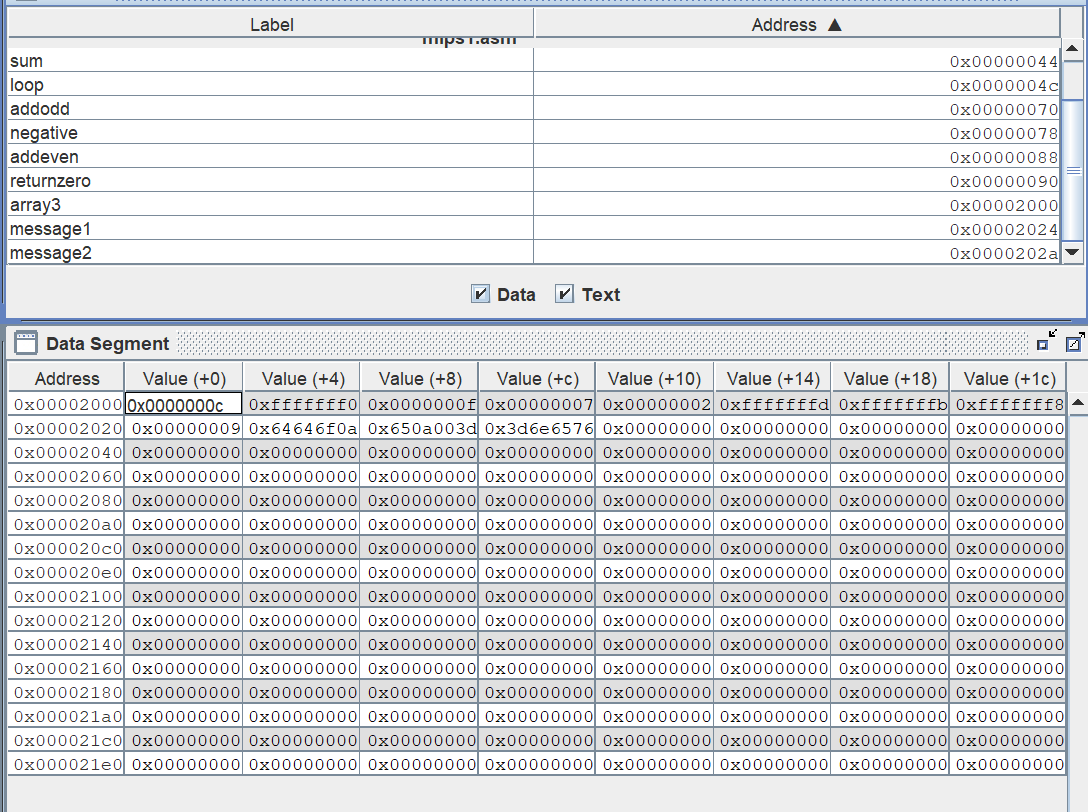 Label Address ▲
mips1.asm
sum 0x00000044
loop 0x0000004c
addodd 0x00000070
negative 0x00000078
addeven 0x00000088
returnzero 0x00000090
array3 0x00002000
message1 0x00002024
message2 0x0000202a
Data Text
Data Segment
Address Value (+0) Value (+4) Value (+8) Value (+c) Value (+10) Value (+14) Value (+18) Value (+1c)
0x00002000 0x0000000c 0xfffffff0 0x0000000f 0x00000007 0x00000002 0xfffffffd 0xfffffffb 0xfffffff8
0x00002020 0x00000009 0x64646f0a 0x650a003d 0x3d6e6576 0x00000000 0x00000000 0x00000000 0x00000000
0x00002040 0x00000000 0x00000000 0x00000000 0x00000000 0x00000000 0x00000000 0x00000000 0x00000000
0x00002060 0x00000000 0x00000000 0x00000000 0x00000000 0x00000000 0x00000000 0x00000000 0x00000000
0x00002080 0x00000000 0x00000000 0x00000000 0x00000000 0x00000000 0x00000000 0x00000000 0x00000000
0x000020a0 0x00000000 0x00000000 0x00000000 0x00000000 0x00000000 0x00000000 0x00000000 0x00000000
0x000020c0 0x00000000 0x00000000 0x00000000 0x00000000 0x00000000 0x00000000 0x00000000 0x00000000
0x000020e0 0x00000000 0x00000000 0x00000000 0x00000000 0x00000000 0x00000000 0x00000000 0x00000000
0x00002100 0x00000000 0x00000000 0x00000000 0x00000000 0x00000000 0x00000000 0x00000000 0x00000000
0x00002120 0x00000000 0x00000000 0x00000000 0x00000000 0x00000000 0x00000000 0x00000000 0x00000000
0x00002140 0x00000000 0x00000000 0x00000000 0x00000000 0x00000000 0x00000000 0x00000000 0x00000000
0x00002160 0x00000000 0x00000000 0x00000000 0x00000000 0x00000000 0x00000000 0x00000000 0x00000000
0x00002180 0x00000000 0x00000000 0x00000000 0x00000000 0x00000000 0x00000000 0x00000000 0x00000000
0x000021a0 0x00000000 0x00000000 0x00000000 0x00000000 0x00000000 0x00000000 0x00000000 0x00000000
0x000021c0 0x00000000 0x00000000 0x00000000 0x00000000 0x00000000 0x00000000 0x00000000 0x00000000
0x000021e0 0x00000000 0x00000000 0x00000000 0x00000000 0x00000000 0x00000000 0x00000000 0x00000000